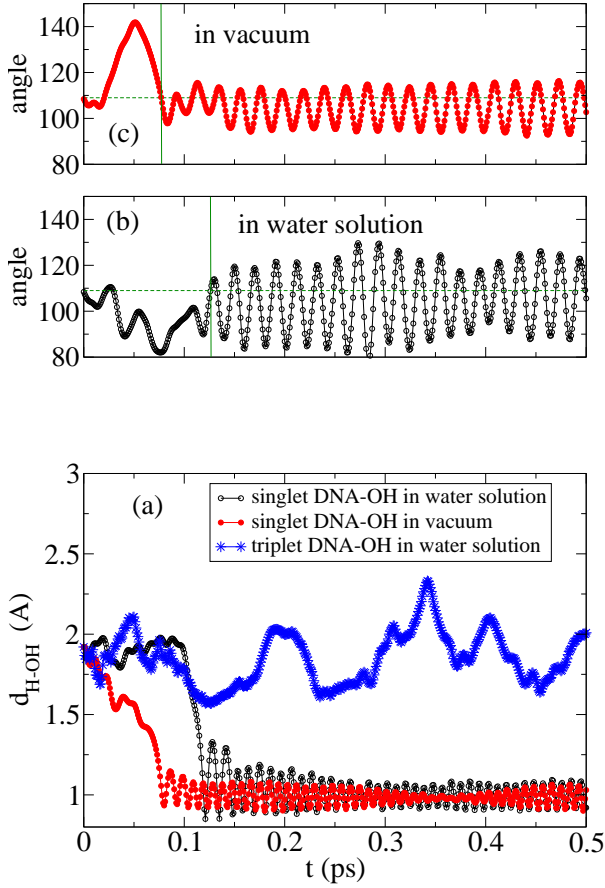 140
120
100
80
angle
in vacuum
(c)
120
100
80
angle
(b)
in water solution
3
2.5
2
1.5
1
d_H-OH (A)
(a)
singlet DNA-OH in water solution
singlet DNA-OH in vacuum
triplet DNA-OH in water solution
0
0.1
0.2
0.3
0.4
0.5
t (ps)